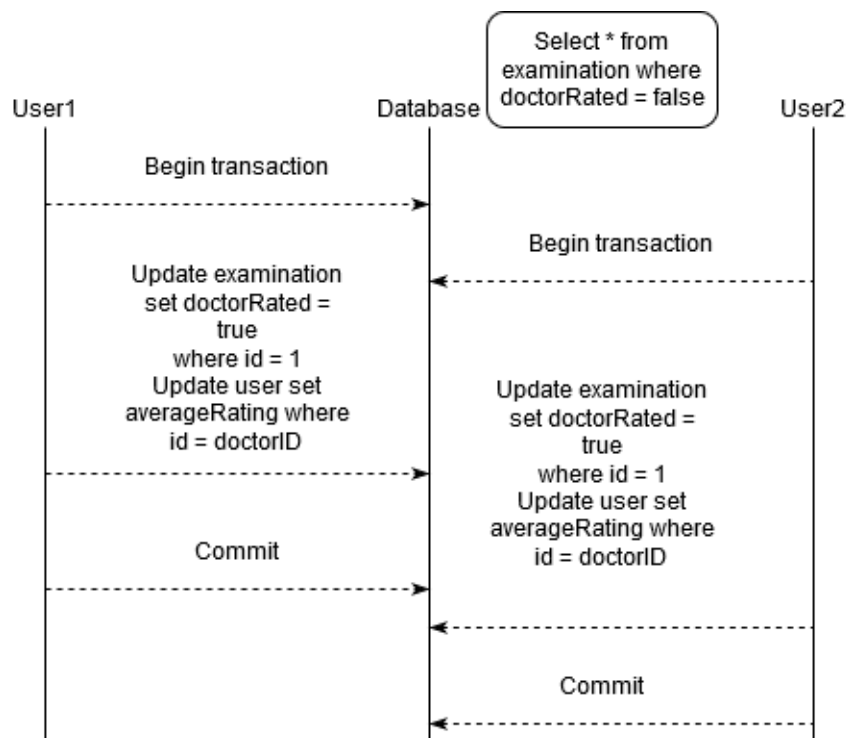 Select * from
examination where
doctorRated = false
User1
Database
User2
Begin transaction
Begin transaction
Update examination
set doctorRated =
true
where id = 1
Update user set
averageRating where
id = doctorID
Update examination
set doctorRated =
true
where id = 1
Update user set
averageRating where
id = doctorID
Commit
Commit